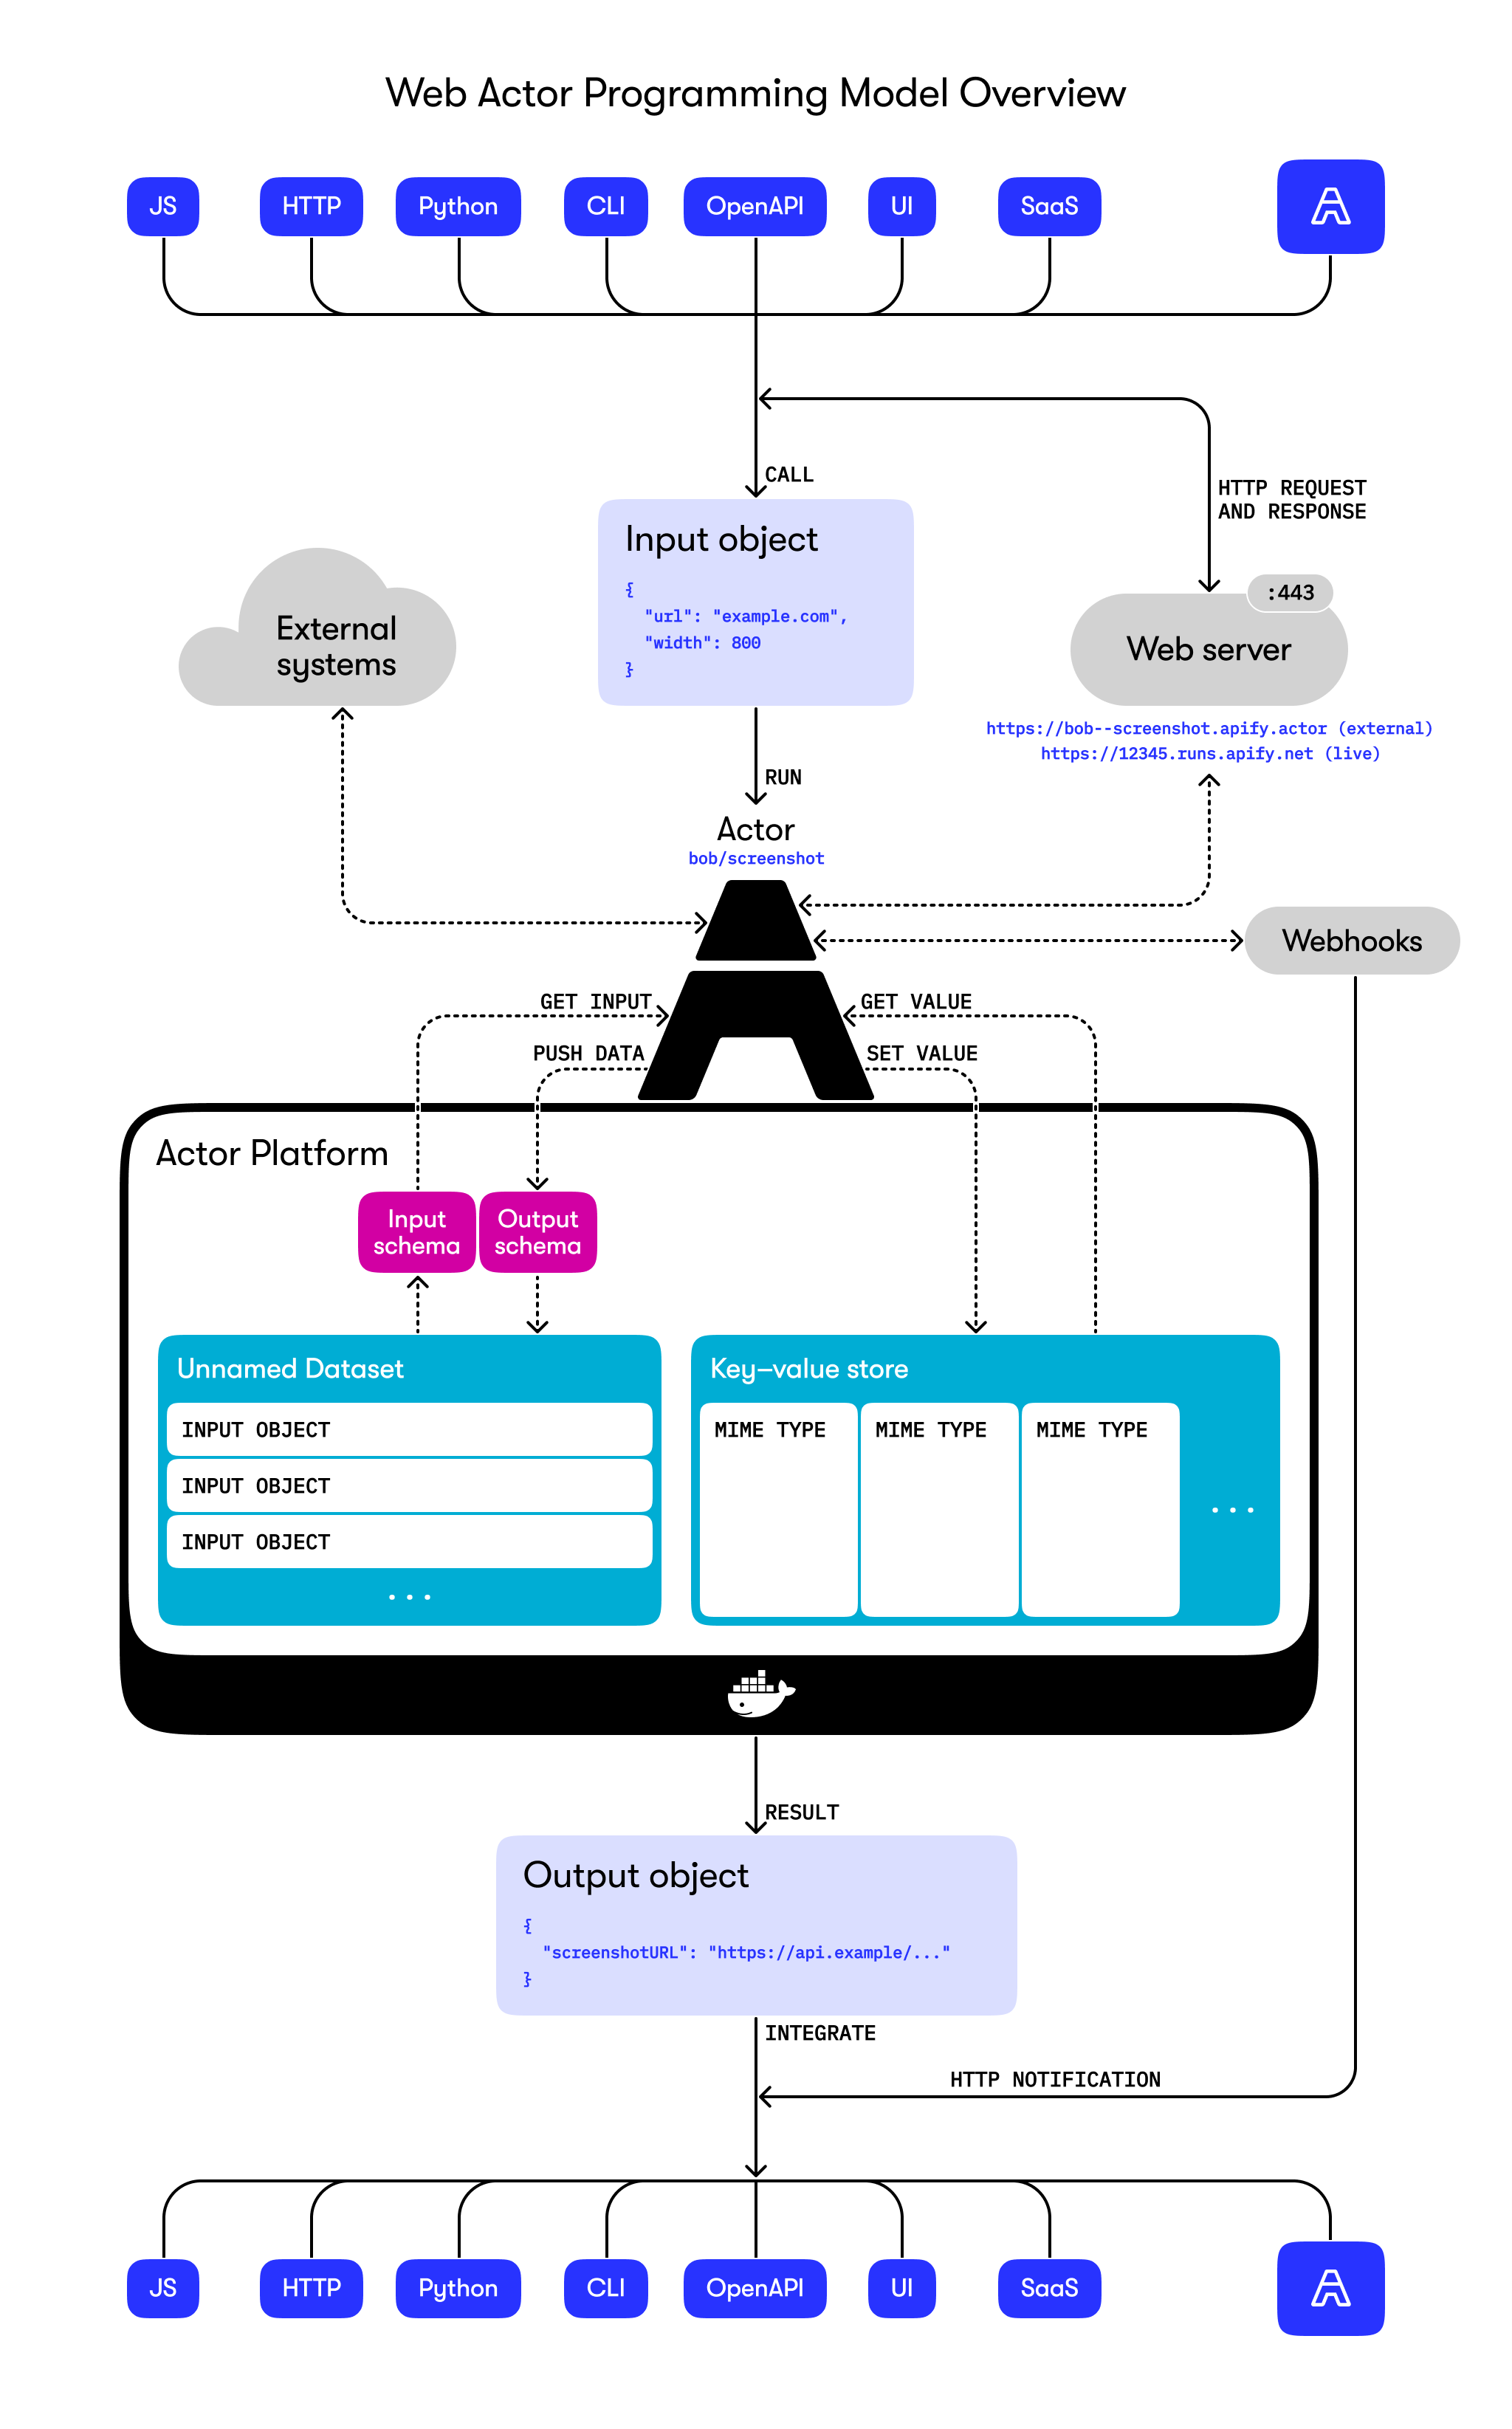 Web Actor Programming Model Overview
JS
HTTP
Python
CLI
OpenAPI
UI
SaaS
CALL
HTTP REQUEST
AND RESPONSE
Input object
{
"url": "example.com",
"width": 800
}
External
systems
:443
Web server
https://bob--screenshot.apify.actor (external)
https://12345.runs.apify.net (live)
RUN
Actor
bob/screenshot
Webhooks
GET INPUT
GET VALUE
PUSH DATA
SET VALUE
Actor Platform
Input
schema
Output
schema
Unnamed Dataset
INPUT OBJECT
INPUT OBJECT
INPUT OBJECT
...
Key–value store
MIME TYPE
MIME TYPE
MIME TYPE
...
RESULT
Output object
{
"screenshotURL": "https://api.example/..."
}
INTEGRATE
HTTP NOTIFICATION
JS
HTTP
Python
CLI
OpenAPI
UI
SaaS